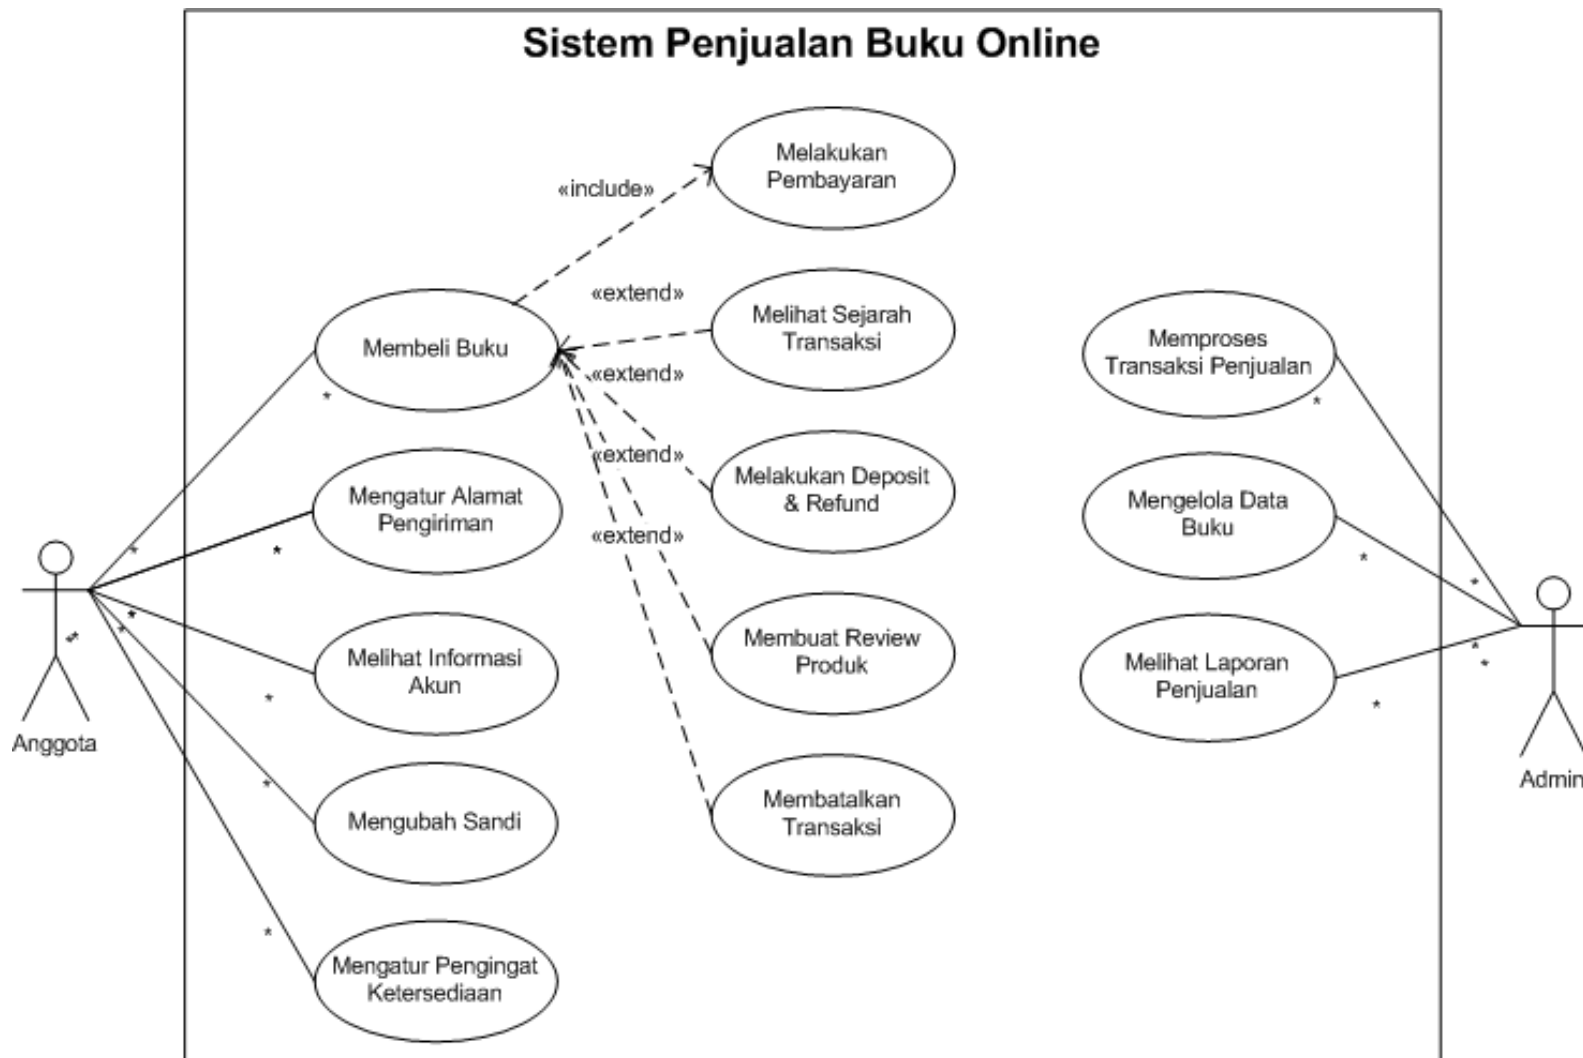 Sistem Penjualan Buku Online
Melakukan
Pembayaran
«include»
«extend»
Melihat Sejarah
Transaksi
Membeli Buku
Memproses
Transaksi Penjualan
*
*
«extend»
«extend»
Melakukan Deposit
& Refund
Mengatur Alamat
Pengiriman
Mengelola Data
Buku
*
*
*
*
«extend»
Membuat Review
Produk
Melihat Informasi
Akun
Melihat Laporan
Penjualan
*
*
**
*
*
*
*
Anggota
Admin
*
Mengubah Sandi
Membatalkan
Transaksi
*
Mengatur Pengingat
Ketersediaan